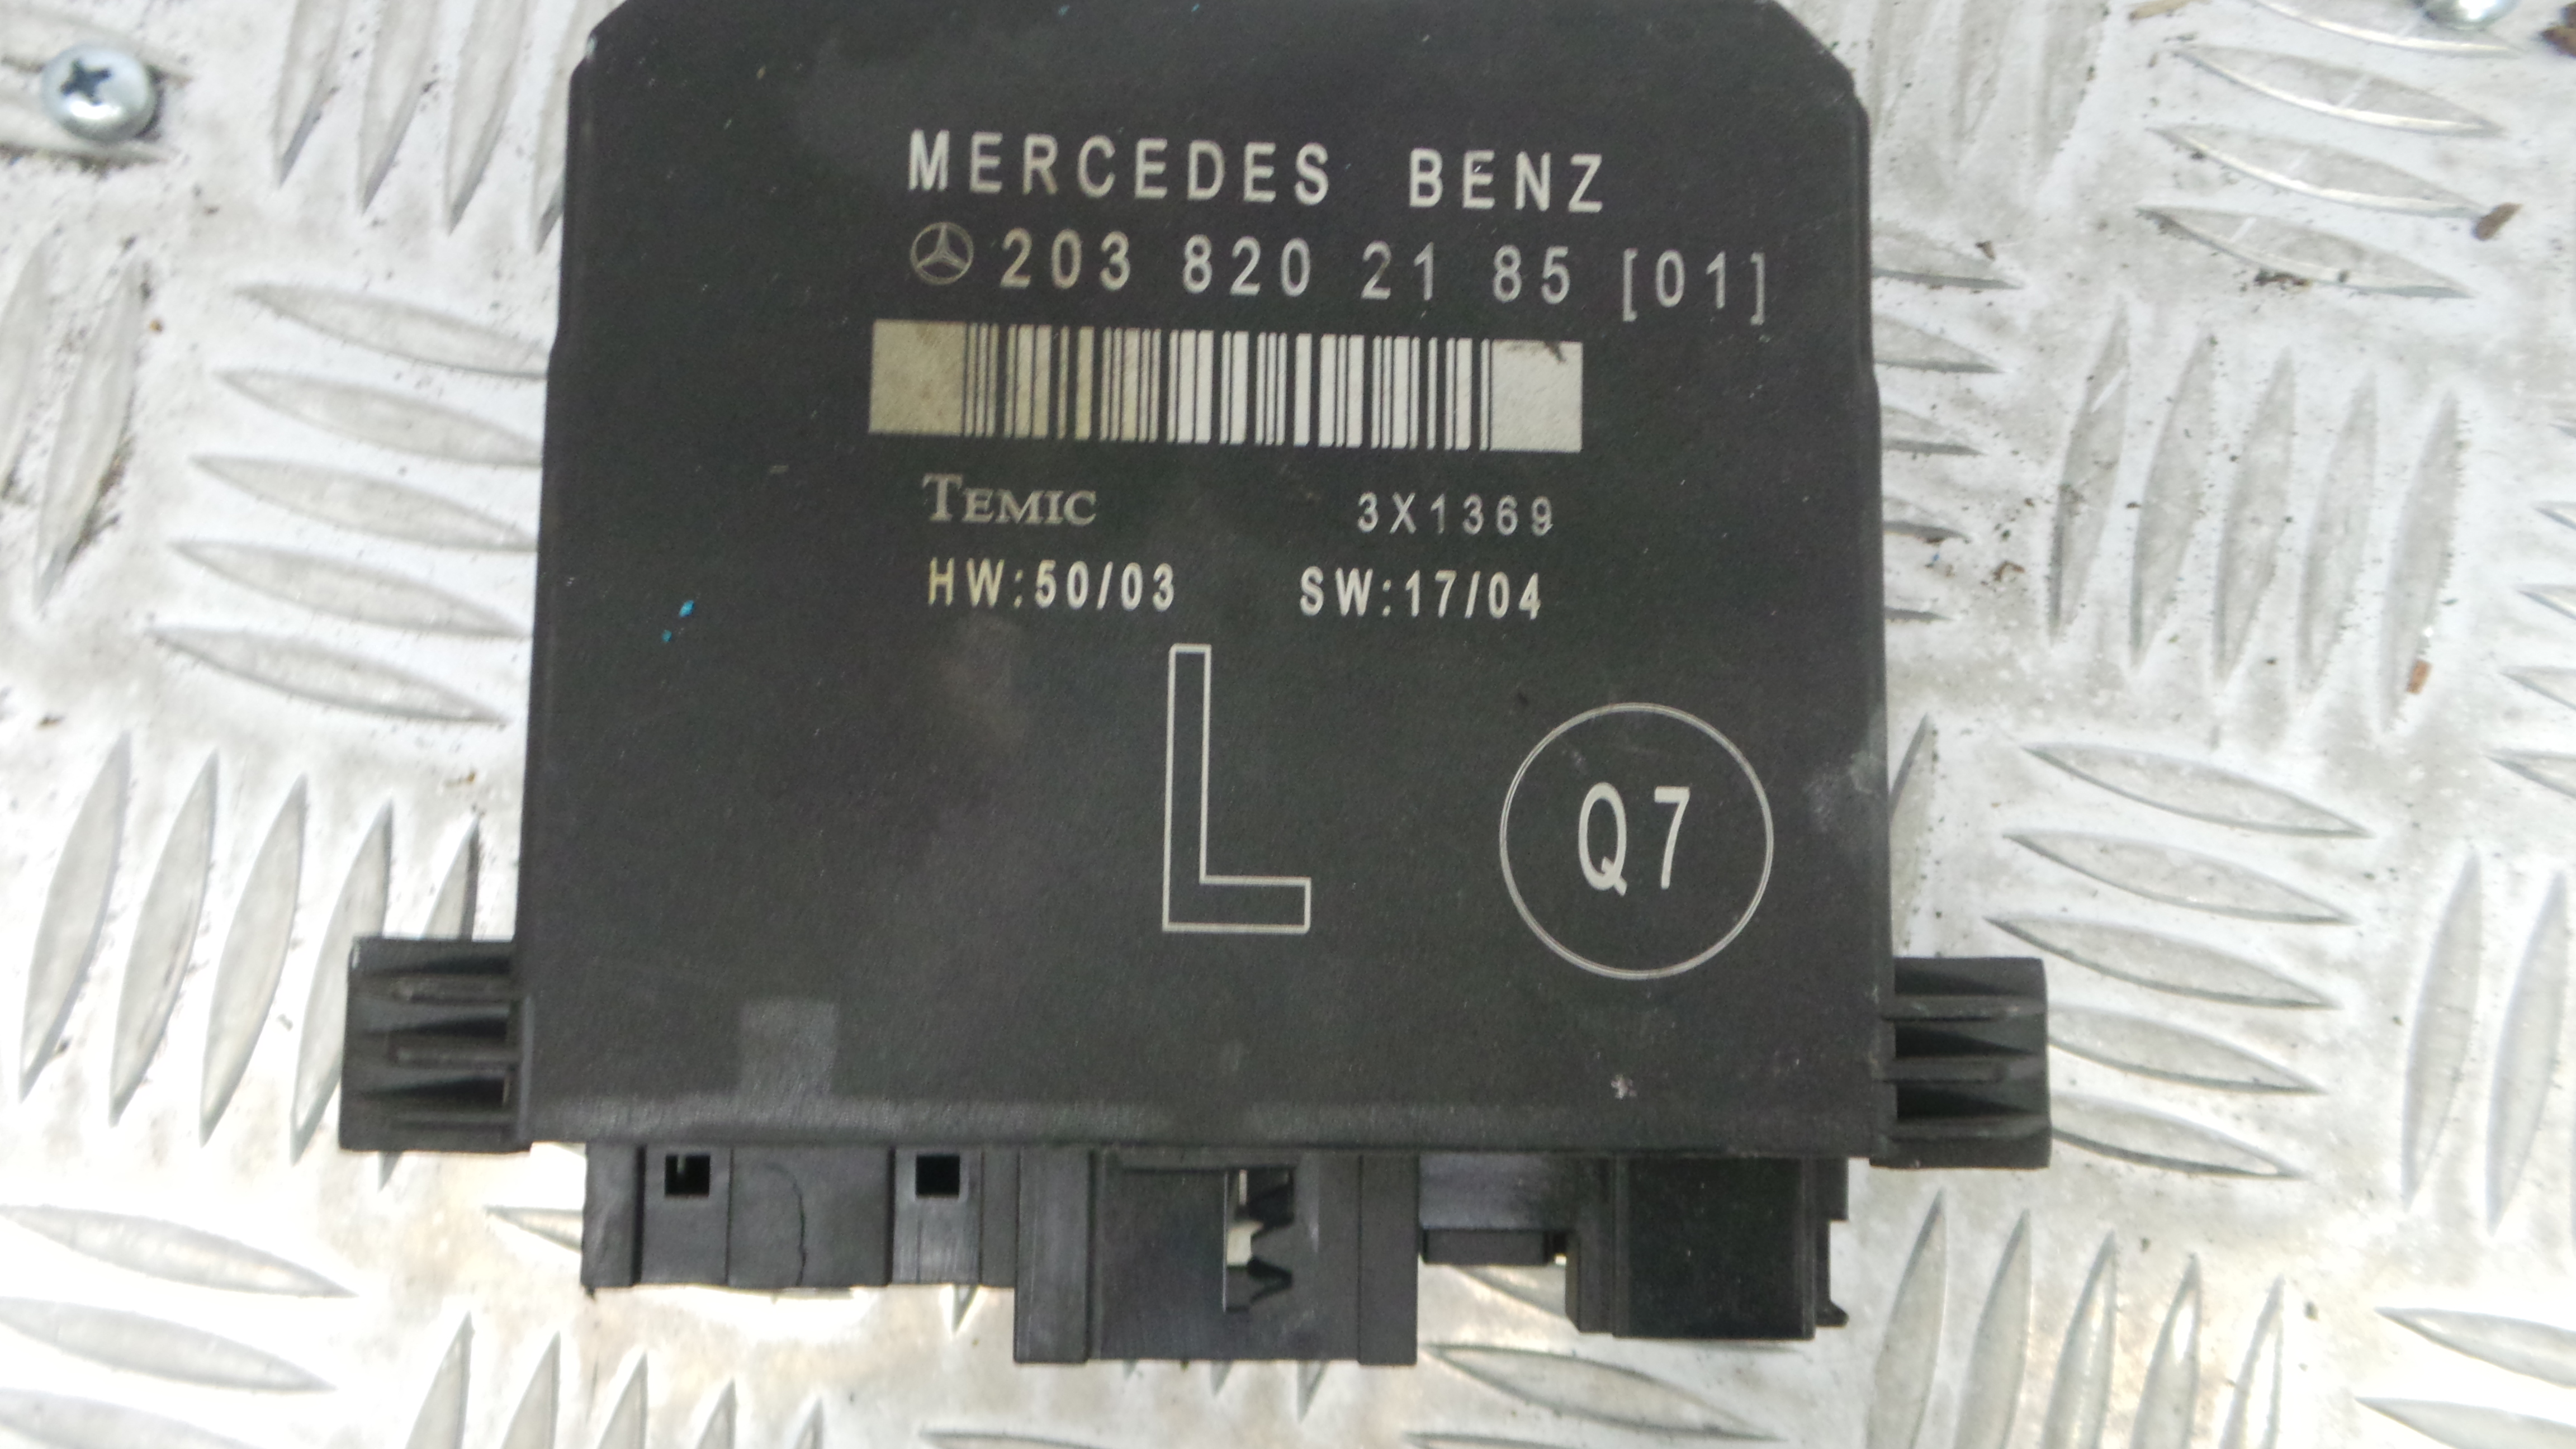 MERCEDES BENZ
203 820 21 85 [01]
TEMIC 3X1369
HW:50/03 SW:17/04
L
Q7